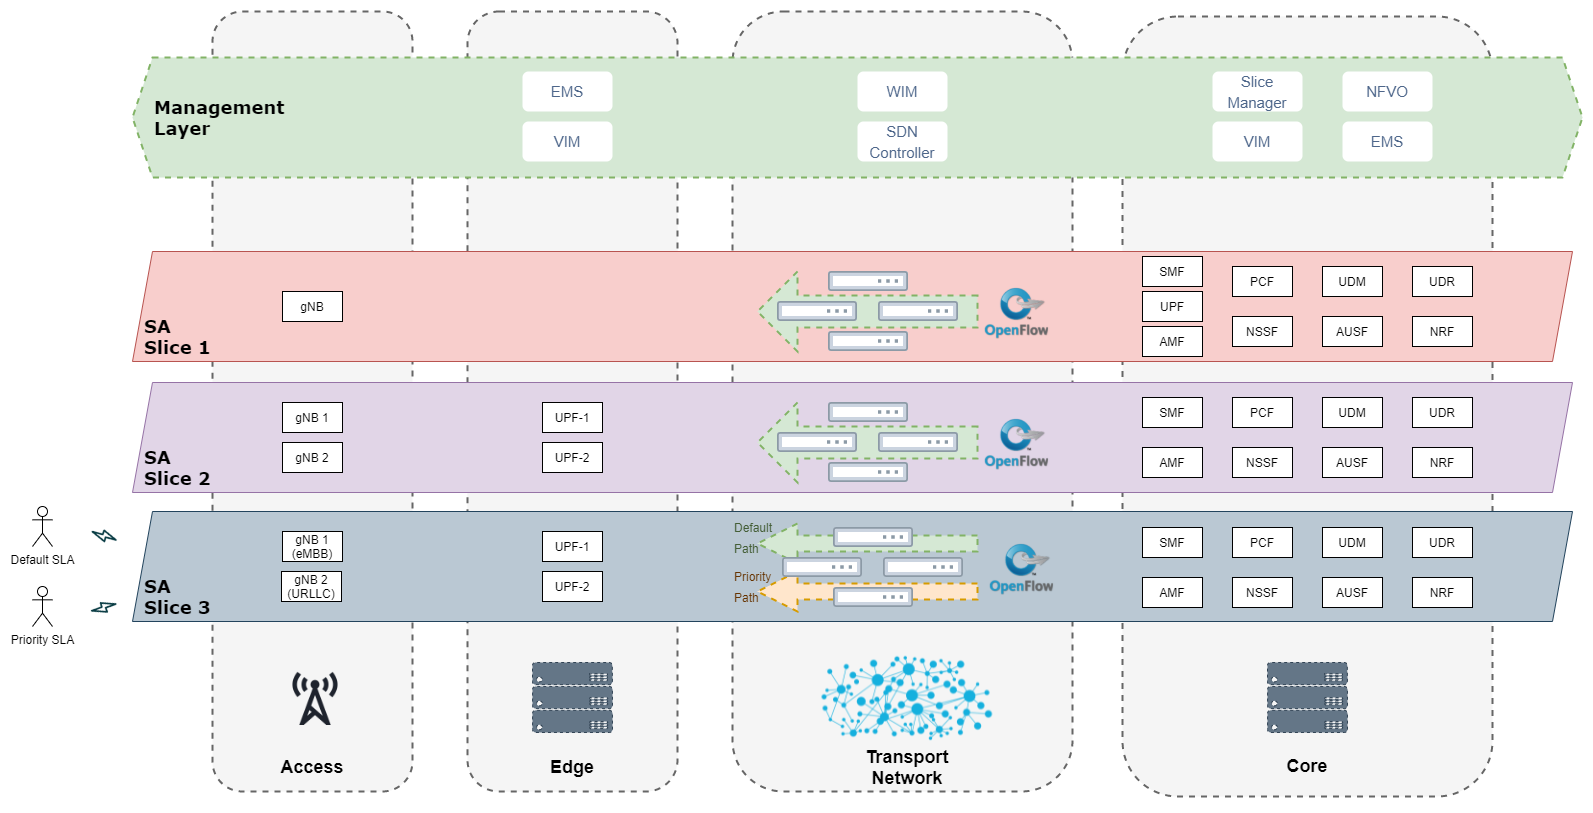 Management
Layer
EMS
VIM
WIM
SDN
Controller
Slice
Manager
NFVO
VIM
EMS
SA
Slice 1
gNB
OpenFlow
SMF
UPF
AMF
PCF
NSSF
UDM
AUSF
UDR
NRF
SA
Slice 2
gNB 1
gNB 2
UPF-1
UPF-2
OpenFlow
SMF
PCF
UDM
UDR
AMF
NSSF
AUSF
NRF
Default SLA
Priority SLA
SA
Slice 3
gNB 1
(eMBB)
gNB 2
(URLLC)
UPF-1
UPF-2
Default
Path
Priority
Path
OpenFlow
SMF
PCF
UDM
UDR
AMF
NSSF
AUSF
NRF
Access
Edge
Transport
Network
Core